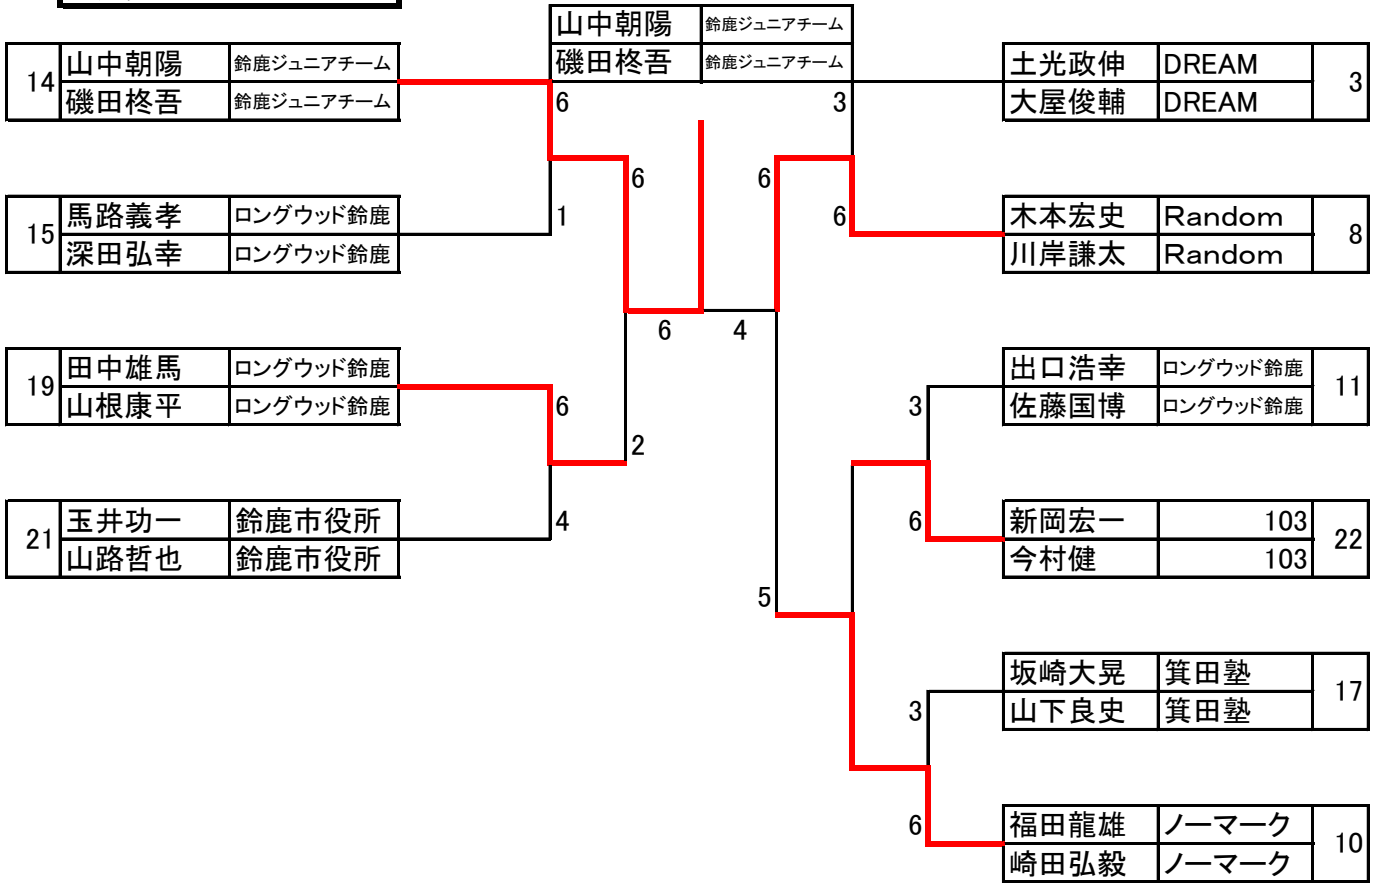 山中朝陽 鈴鹿ジュニアチーム
磯田柊吾 鈴鹿ジュニアチーム
14 山中朝陽 鈴鹿ジュニアチーム
磯田柊吾 鈴鹿ジュニアチーム
土光政伸 DREAM 3
大屋俊輔 DREAM
6
3
6
6
15 馬路義孝 ロングウッド鈴鹿
深田弘幸 ロングウッド鈴鹿
1
6
木本宏史 Random 8
川岸謙太 Random
6
4
19 田中雄馬 ロングウッド鈴鹿
山根康平 ロングウッド鈴鹿
出口浩幸 ロングウッド鈴鹿 11
佐藤国博 ロングウッド鈴鹿
6
3
2
21 玉井功一 鈴鹿市役所
山路哲也 鈴鹿市役所
4
6
新岡宏一 103 22
今村健 103
5
坂崎大晃 箕田塾 17
山下良史 箕田塾
3
6
福田龍雄 ノーマーク 10
崎田弘毅 ノーマーク